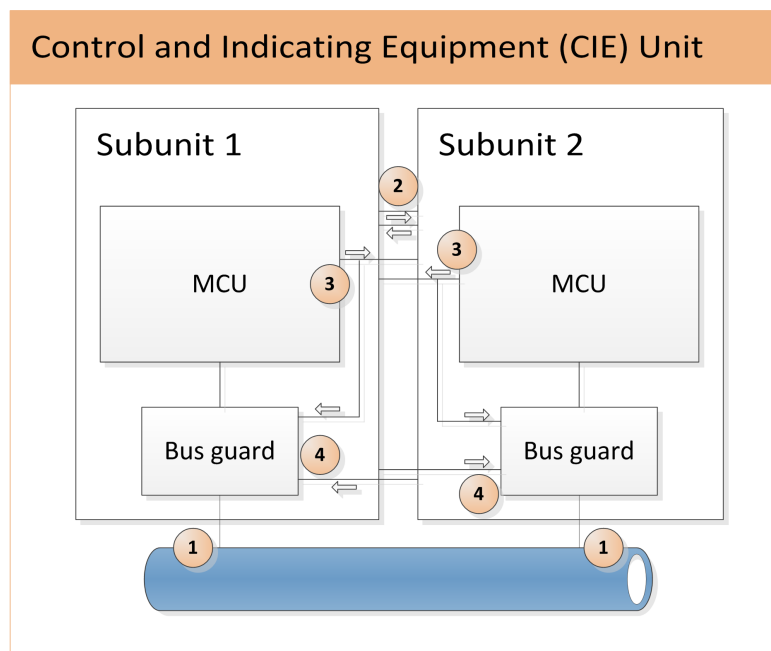 Control and Indicating Equipment (CIE) Unit
Subunit 1
Subunit 2
2
3
3
MCU
MCU
Bus guard
4
Bus guard
4
1
1